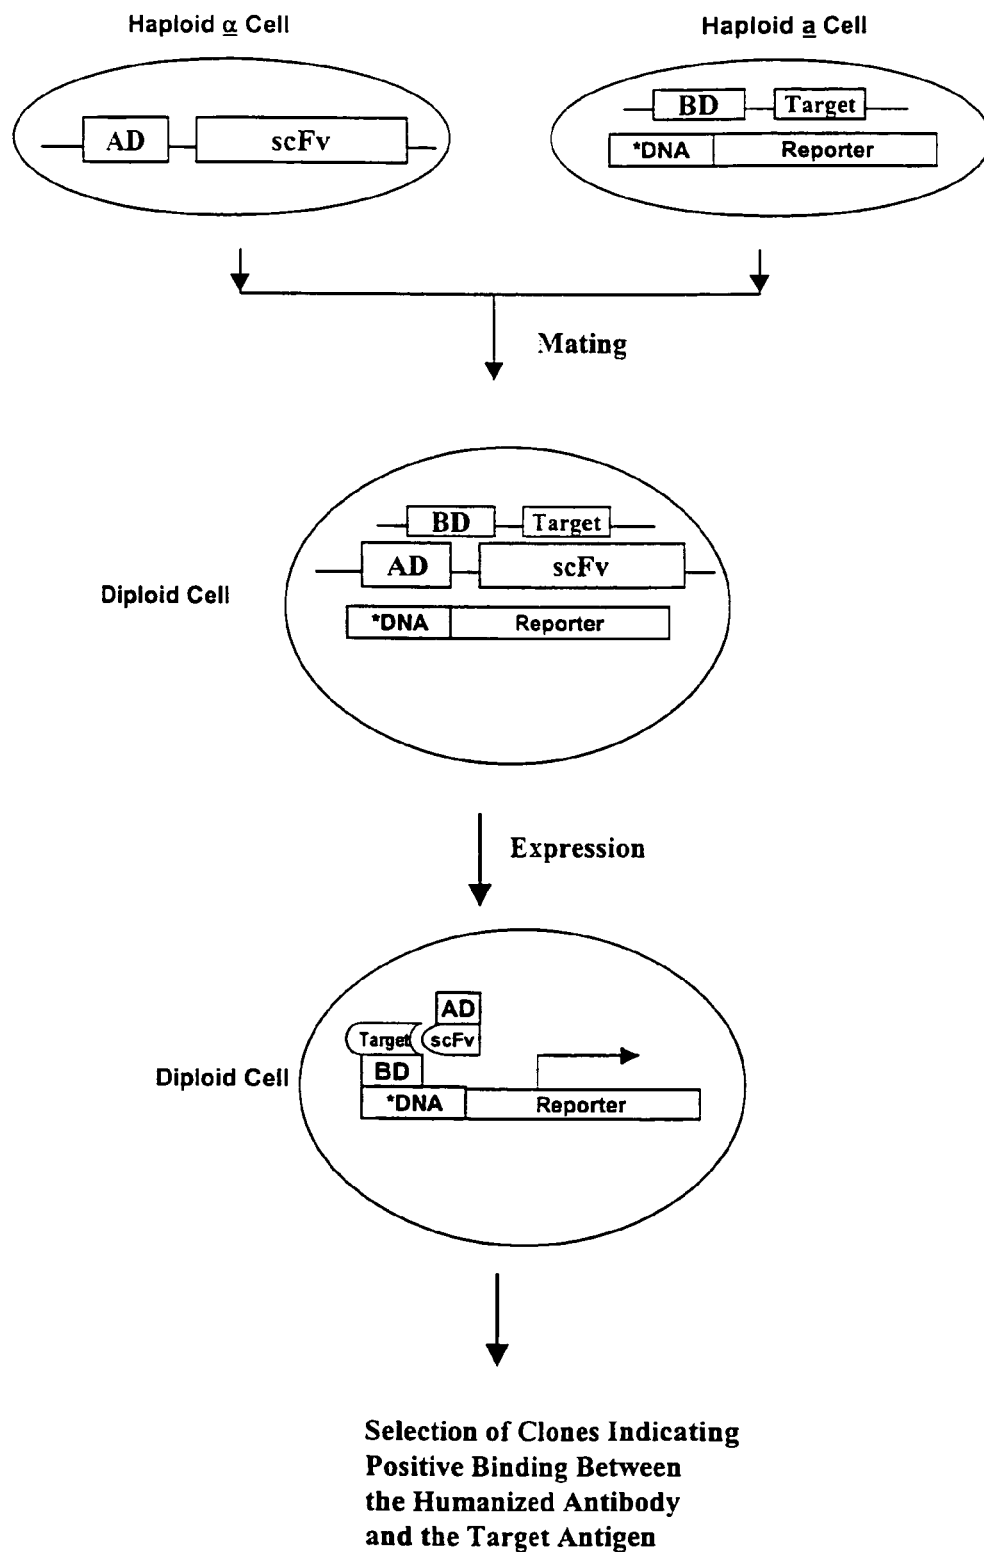 Haploid α Cell
Haploid a Cell
AD
scFv
BD
Target
*DNA
Reporter
Mating
Diploid Cell
BD
Target
AD
scFv
*DNA
Reporter
Expression
Diploid Cell
AD
Target
scFv
BD
*DNA
Reporter
Selection of Clones Indicating
Positive Binding Between
the Humanized Antibody
and the Target Antigen